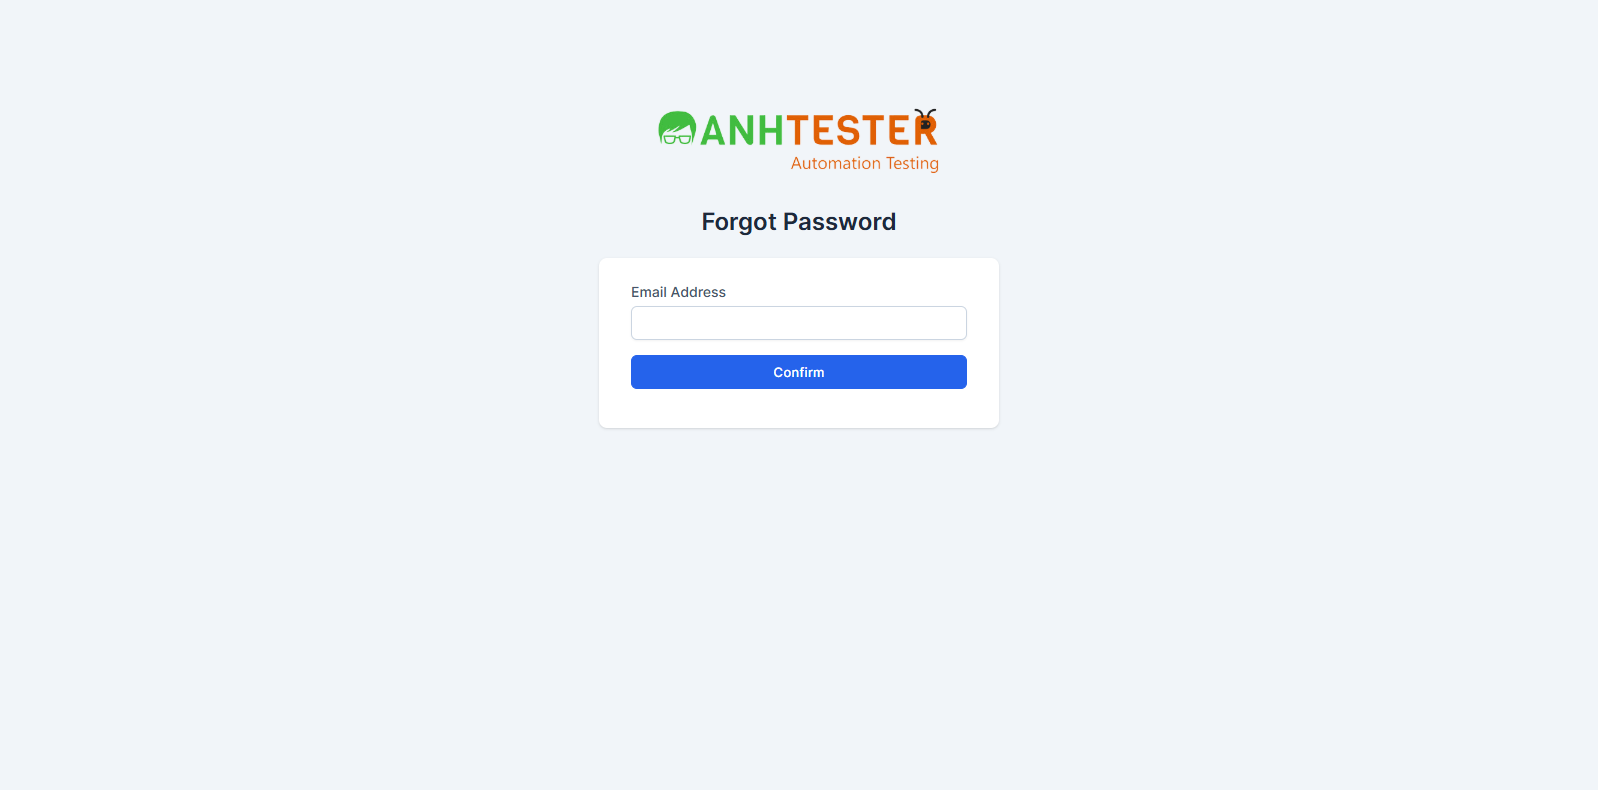 ANHTESTER
Automation Testing
Forgot Password
Email Address
Confirm